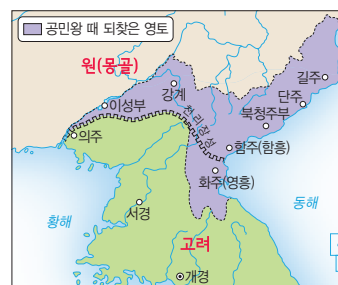 공민왕 때 되찾은 영토
원(몽골)
길주
강계
단주
이성부
천리장성
북청주부
의주
함주(함흥)
화주(영흥)
서경
동해
황해
고려
개경